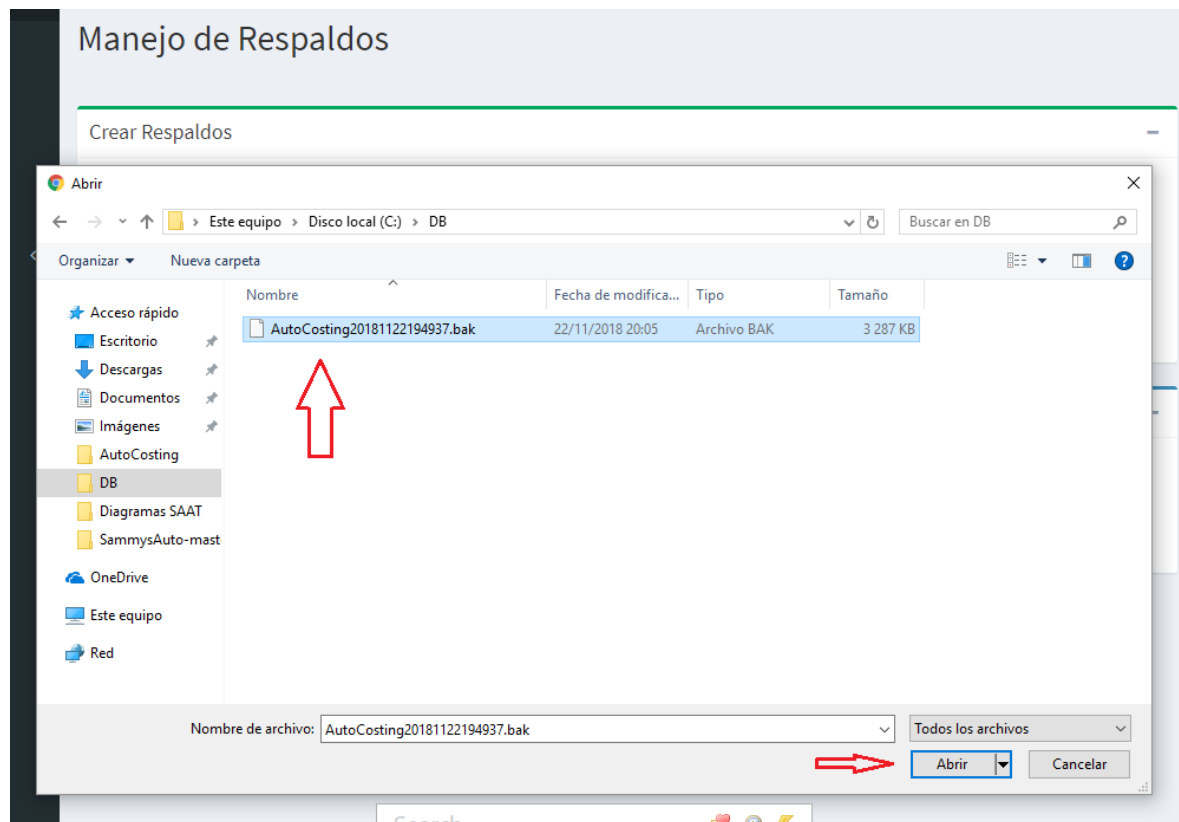 Manejo de Respaldos
Crear Respaldos
Abrir
Este equipo > Disco local (C:) > DB
Buscar en DB
Organizar
Nueva carpeta
Nombre Fecha de modifica... Tipo Tamaño
AutoCosting20181122194937.bak 22/11/2018 20:05 Archivo BAK 3 287 KB
Acceso rápido
Escritorio
Descargas
Documentos
Imágenes
AutoCosting
DB
Diagramas SAAT
SammysAuto-mast
OneDrive
Este equipo
Red
Nombre de archivo: AutoCosting20181122194937.bak
Todos los archivos
Abrir
Cancelar
Search